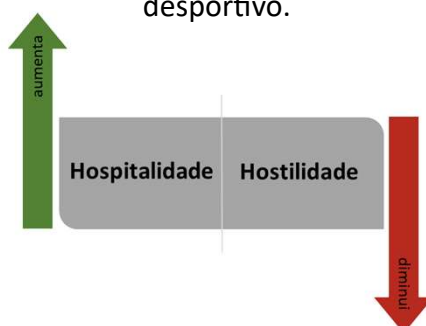 desportivo.
aumenta
Hospitalidade
Hostilidade
diminui